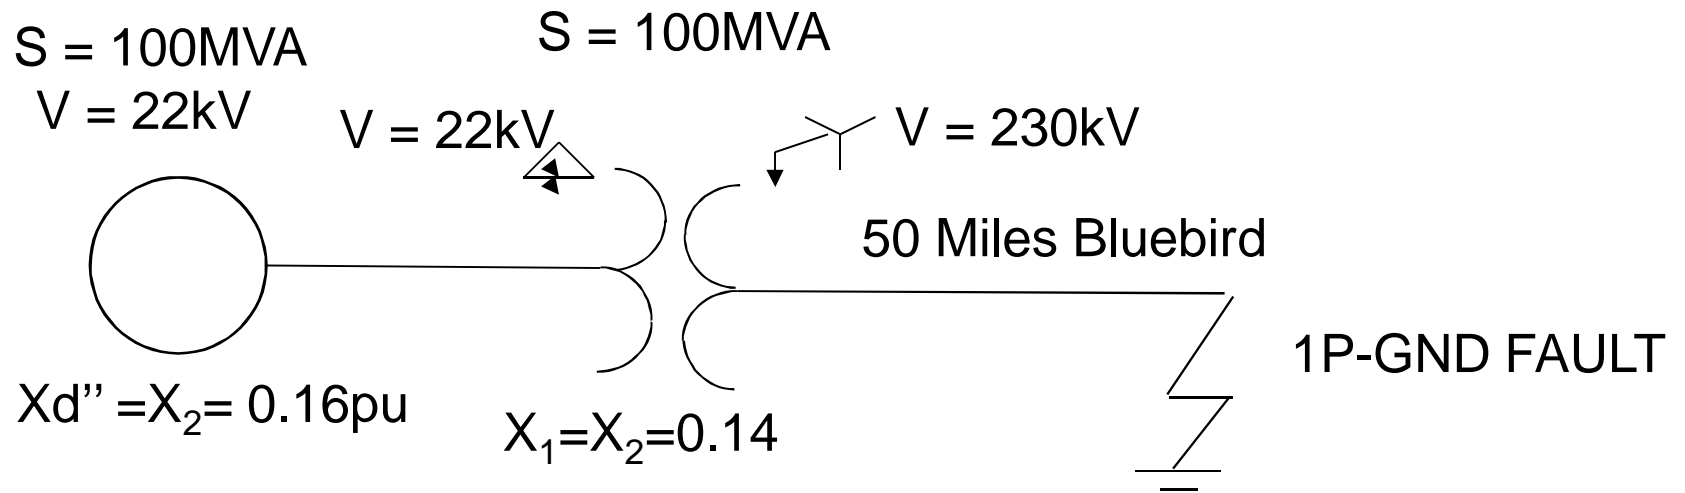 S = 100MVA
V = 22kV
S = 100MVA
V = 22kV
V = 230kV
50 Miles Bluebird
1P-GND FAULT
Xd’’ =X₂= 0.16pu
X₁=X₂=0.14